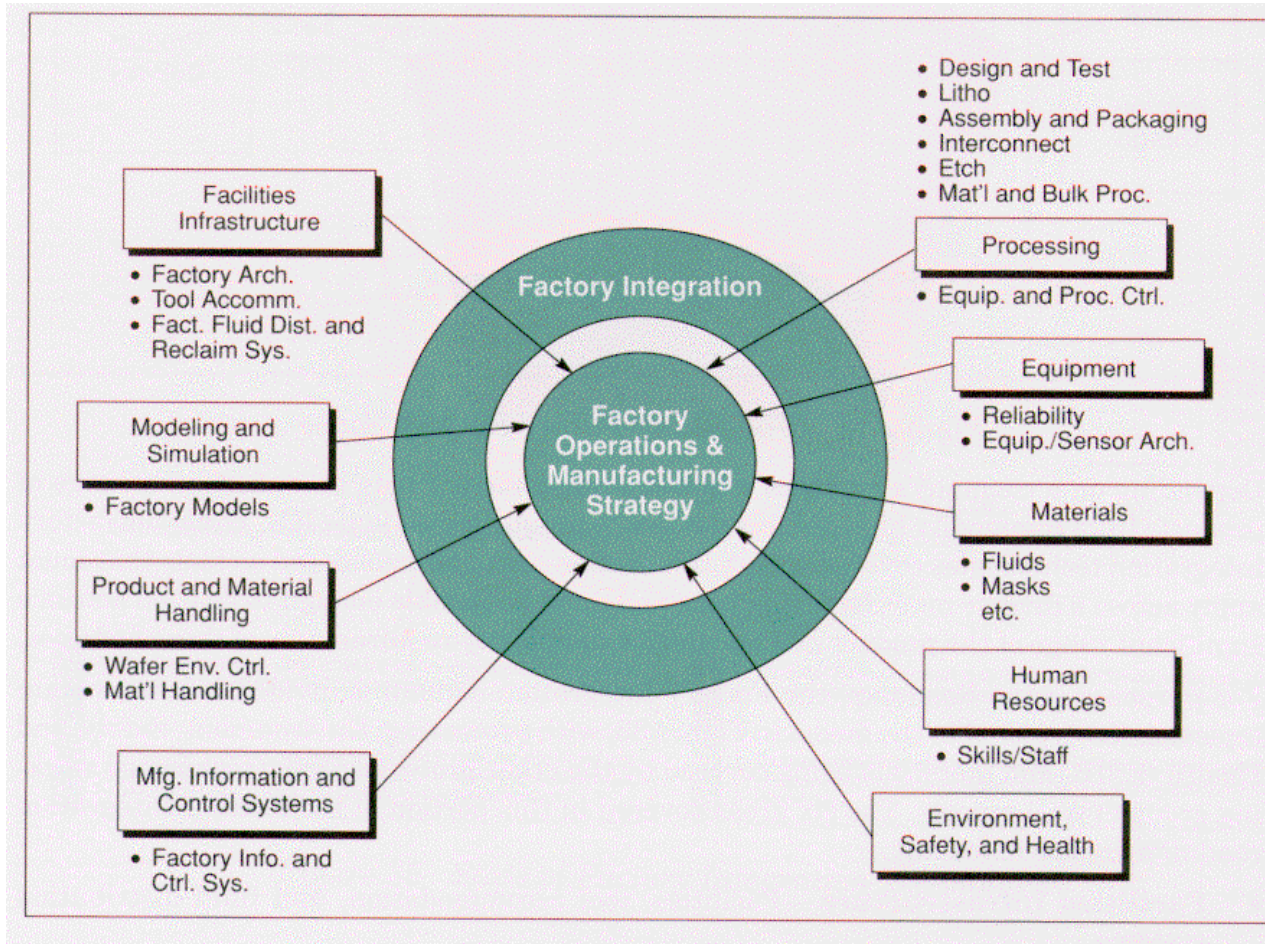 • Design and Test
• Litho
• Assembly and Packaging
• Interconnect
• Etch
• Mat'l and Bulk Proc.
Facilities
Infrastructure
• Factory Arch.
• Tool Accomm.
• Fact. Fluid Dist. and
Reclaim Sys.
Modeling and
Simulation
• Factory Models
Product and Material
Handling
• Wafer Env. Ctrl.
• Mat'l Handling
Mfg. Information and
Control Systems
• Factory Info. and
Ctrl. Sys.
Factory Integration
Factory
Operations &
Manufacturing
Strategy
Processing
• Equip. and Proc. Ctrl.
Equipment
• Reliability
• Equip./Sensor Arch.
Materials
• Fluids
• Masks
etc.
Human
Resources
• Skills/Staff
Environment,
Safety, and Health